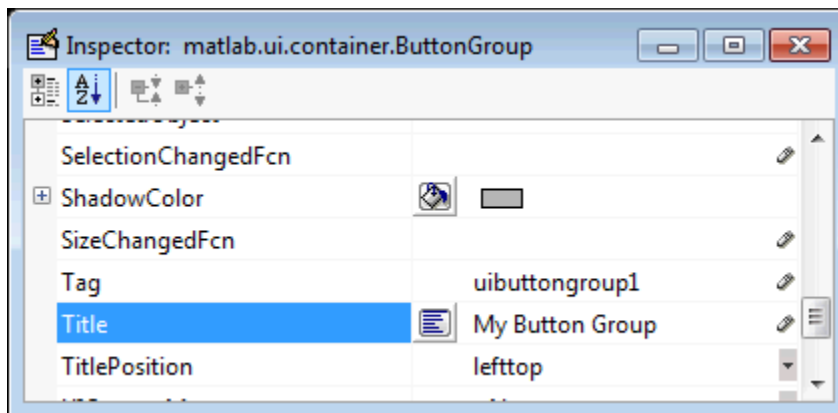 Inspector: matlab.ui.container.ButtonGroup
A
Z
SelectionChangedFcn
ShadowColor
SizeChangedFcn
Tag uibuttongroup1
Title My Button Group
TitlePosition lefttop